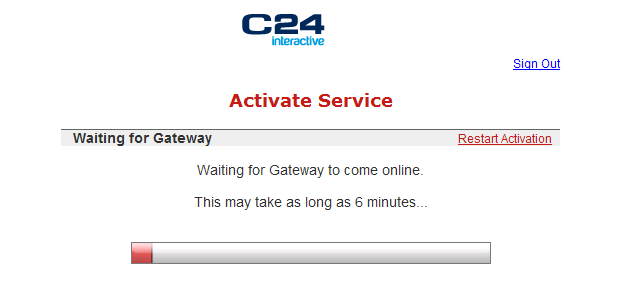 C24
interactive
Sign Out
Activate Service
Waiting for Gateway Restart Activation
Waiting for Gateway to come online.
This may take as long as 6 minutes...